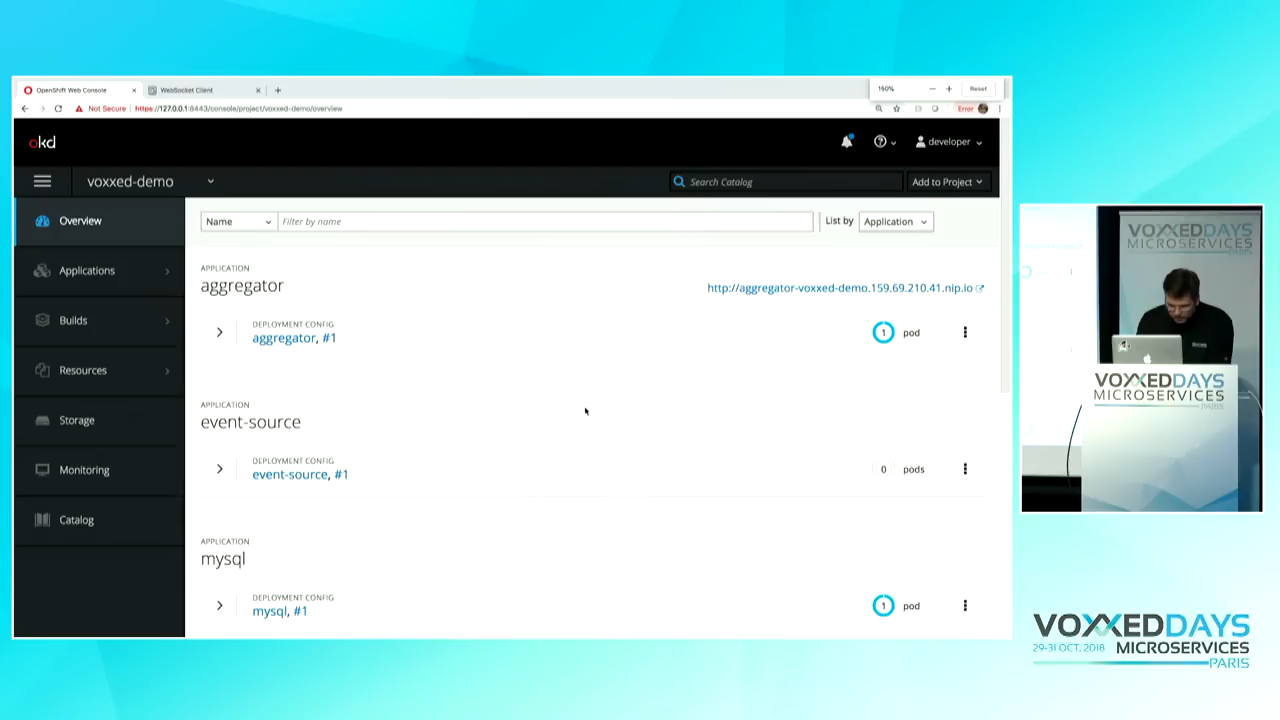 OpenShift Web Console
WebSocket Client
150%
Reset
Not Secure
https://127.0.0.1:8443/console/project/voxxed-demo/overview
Error
okd
developer
voxxed-demo
Search Catalog
Add to Project
Overview
Applications
Builds
Resources
Storage
Monitoring
Catalog
Name
Filter by name
List by
Application
APPLICATION
aggregator
http://aggregator-voxxed-demo.159.69.210.41.nip.io
DEPLOYMENT CONFIG
aggregator, #1
1 pod
APPLICATION
event-source
DEPLOYMENT CONFIG
event-source, #1
0 pods
APPLICATION
mysql
DEPLOYMENT CONFIG
mysql, #1
1 pod
VOXXEDDAYS
MICROSERVICES
PARIS
VOXXEDDAYS
MICROSERVICES
PARIS
VOXXEDDAYS
29-31 OCT, 2018 MICROSERVICES
PARIS